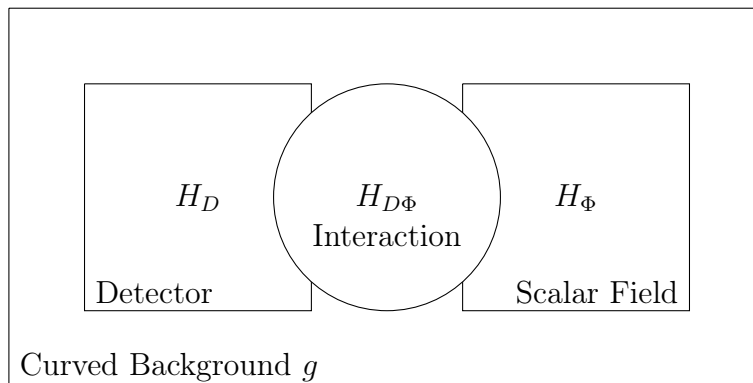 H_D
H_{DΦ}
H_Φ
Interaction
Detector
Scalar Field
Curved Background g